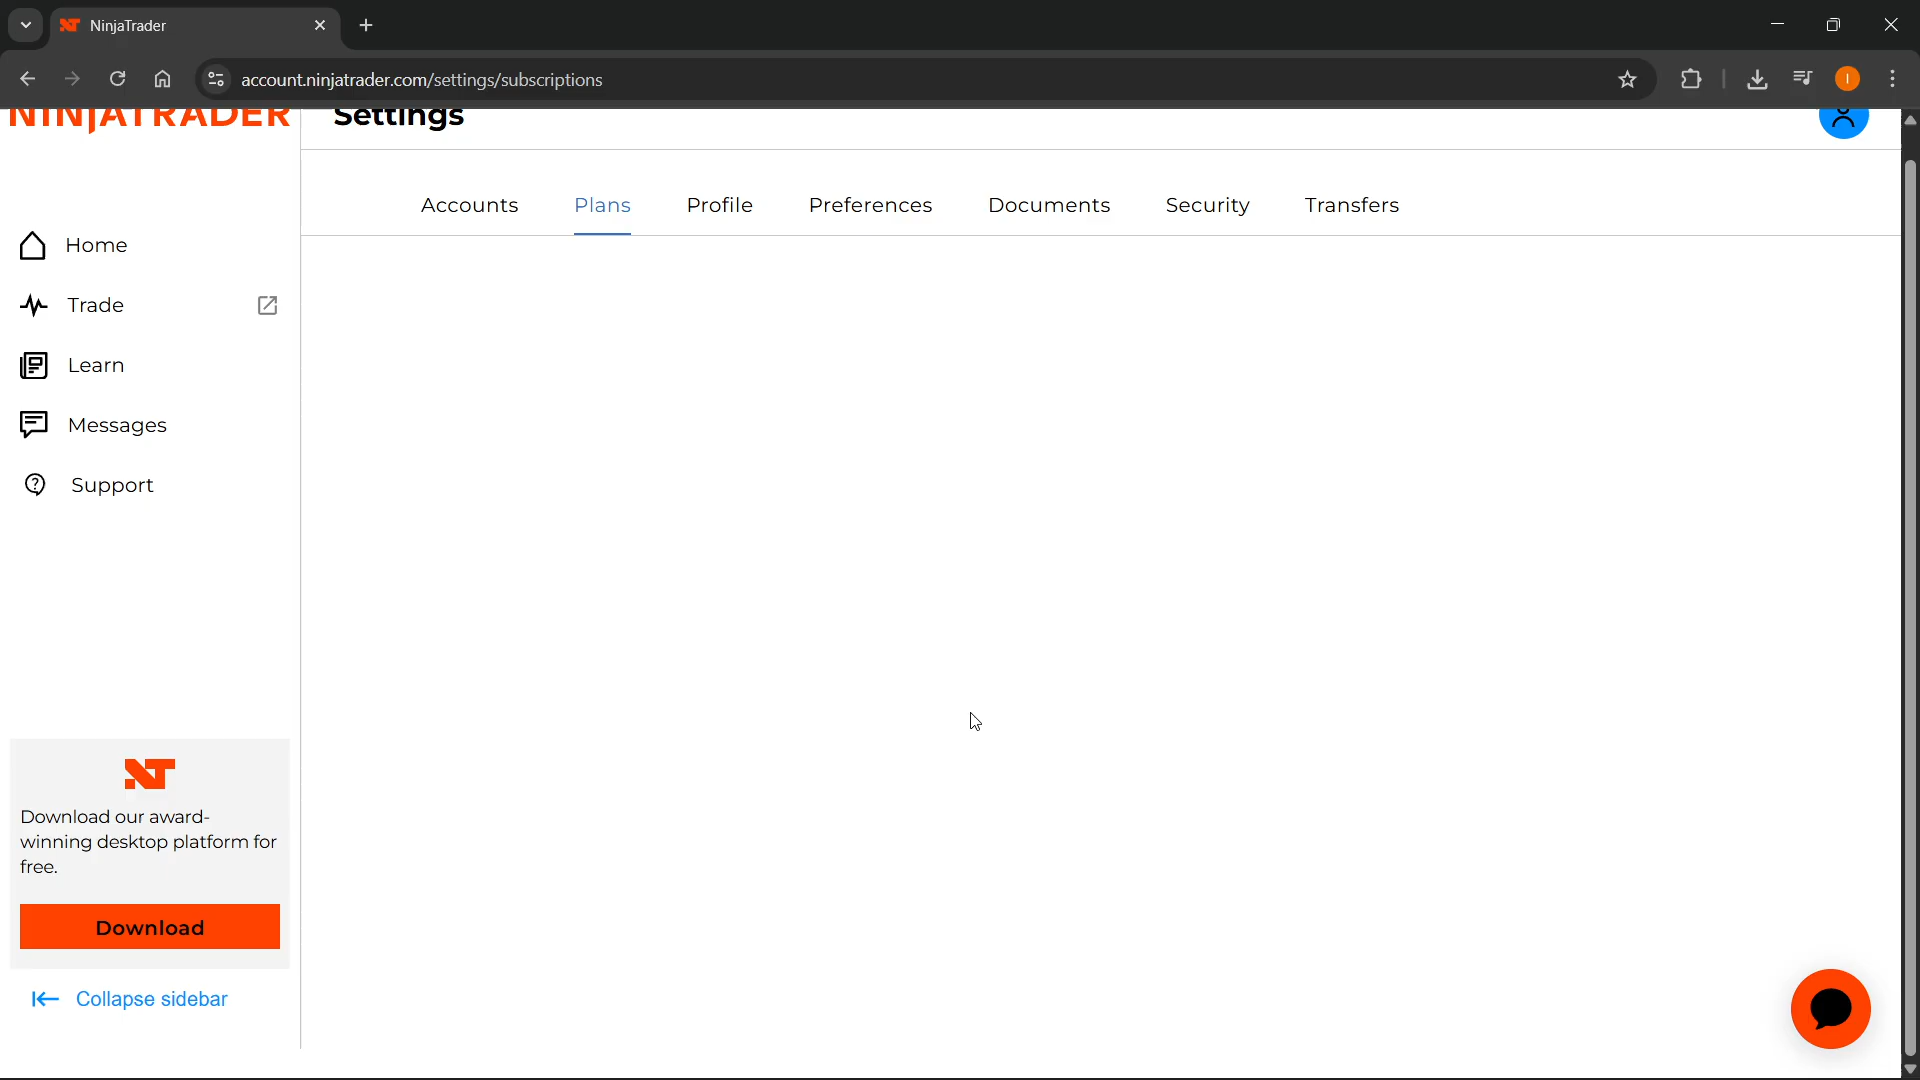 NinjaTrader
account.ninjatrader.com/settings/subscriptions
I
NINJATRADER
Settings
Accounts
Plans
Profile
Preferences
Documents
Security
Transfers
Home
Trade
Learn
Messages
Support
Download our award-
winning desktop platform for
free.
Download
Collapse sidebar